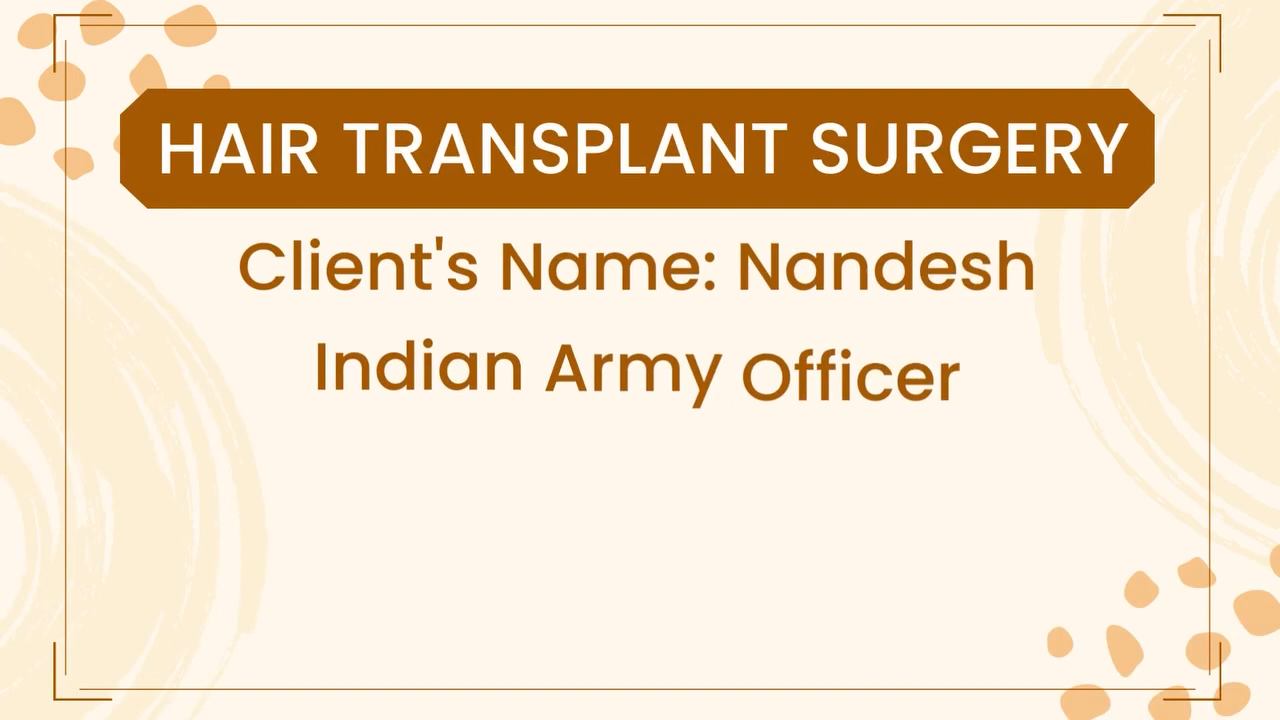 HAIR TRANSPLANT SURGERY
Client's Name: Nandesh
Indian Army Officer